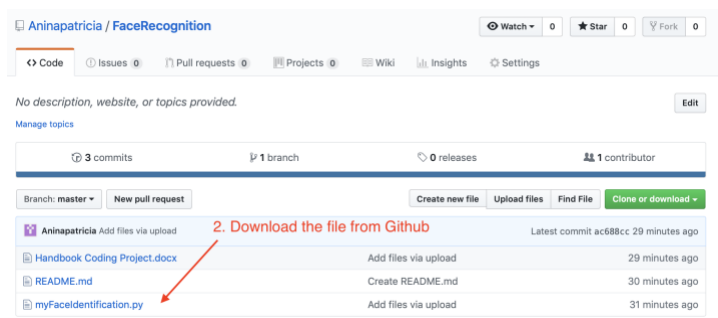 Aninapatricia / FaceRecognition
Watch 0 Star 0 Fork 0
Code Issues 0 Pull requests 0 Projects 0 Wiki Insights Settings
No description, website, or topics provided.
Edit
Manage topics
3 commits 1 branch 0 releases 1 contributor
Branch: master New pull request Create new file Upload files Find File Clone or download
2. Download the file from Github
Aninapatricia Add files via upload Latest commit ac688cc 29 minutes ago
Handbook Coding Project.docx Add files via upload 29 minutes ago
README.md Create README.md 30 minutes ago
myFaceIdentification.py Add files via upload 31 minutes ago